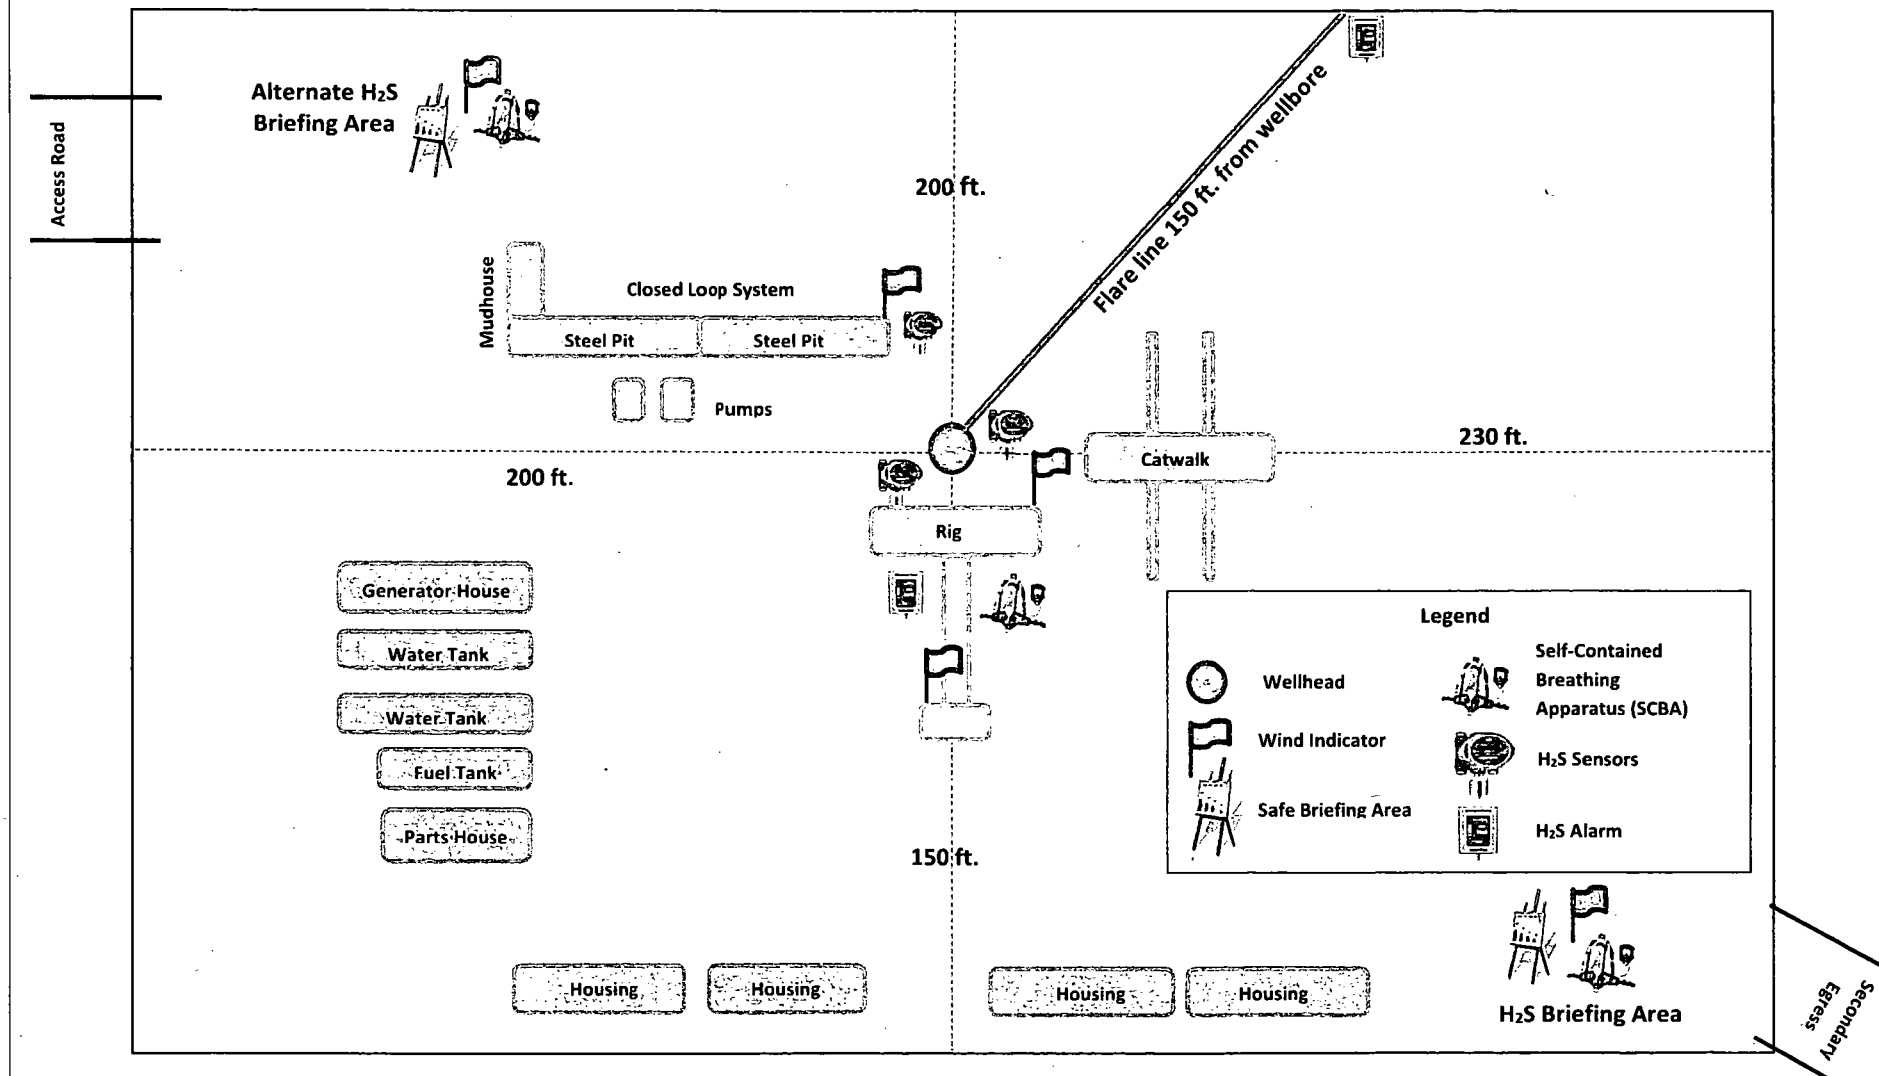 Alternate H₂S
Briefing Area
Access Road
200 ft.
Flare line 150 ft. from wellbore
Mudhouse
Closed Loop System
Steel Pit
Steel Pit
Pumps
230 ft.
200 ft.
Catwalk
Rig
Generator House
Water Tank
Water Tank
Fuel Tank
Parts House
150 ft.
Legend
Wellhead
Wind Indicator
Safe Briefing Area
Self-Contained
Breathing
Apparatus (SCBA)
H₂S Sensors
H₂S Alarm
Housing
Housing
Housing
Housing
H₂S Briefing Area
Secondary
Egress